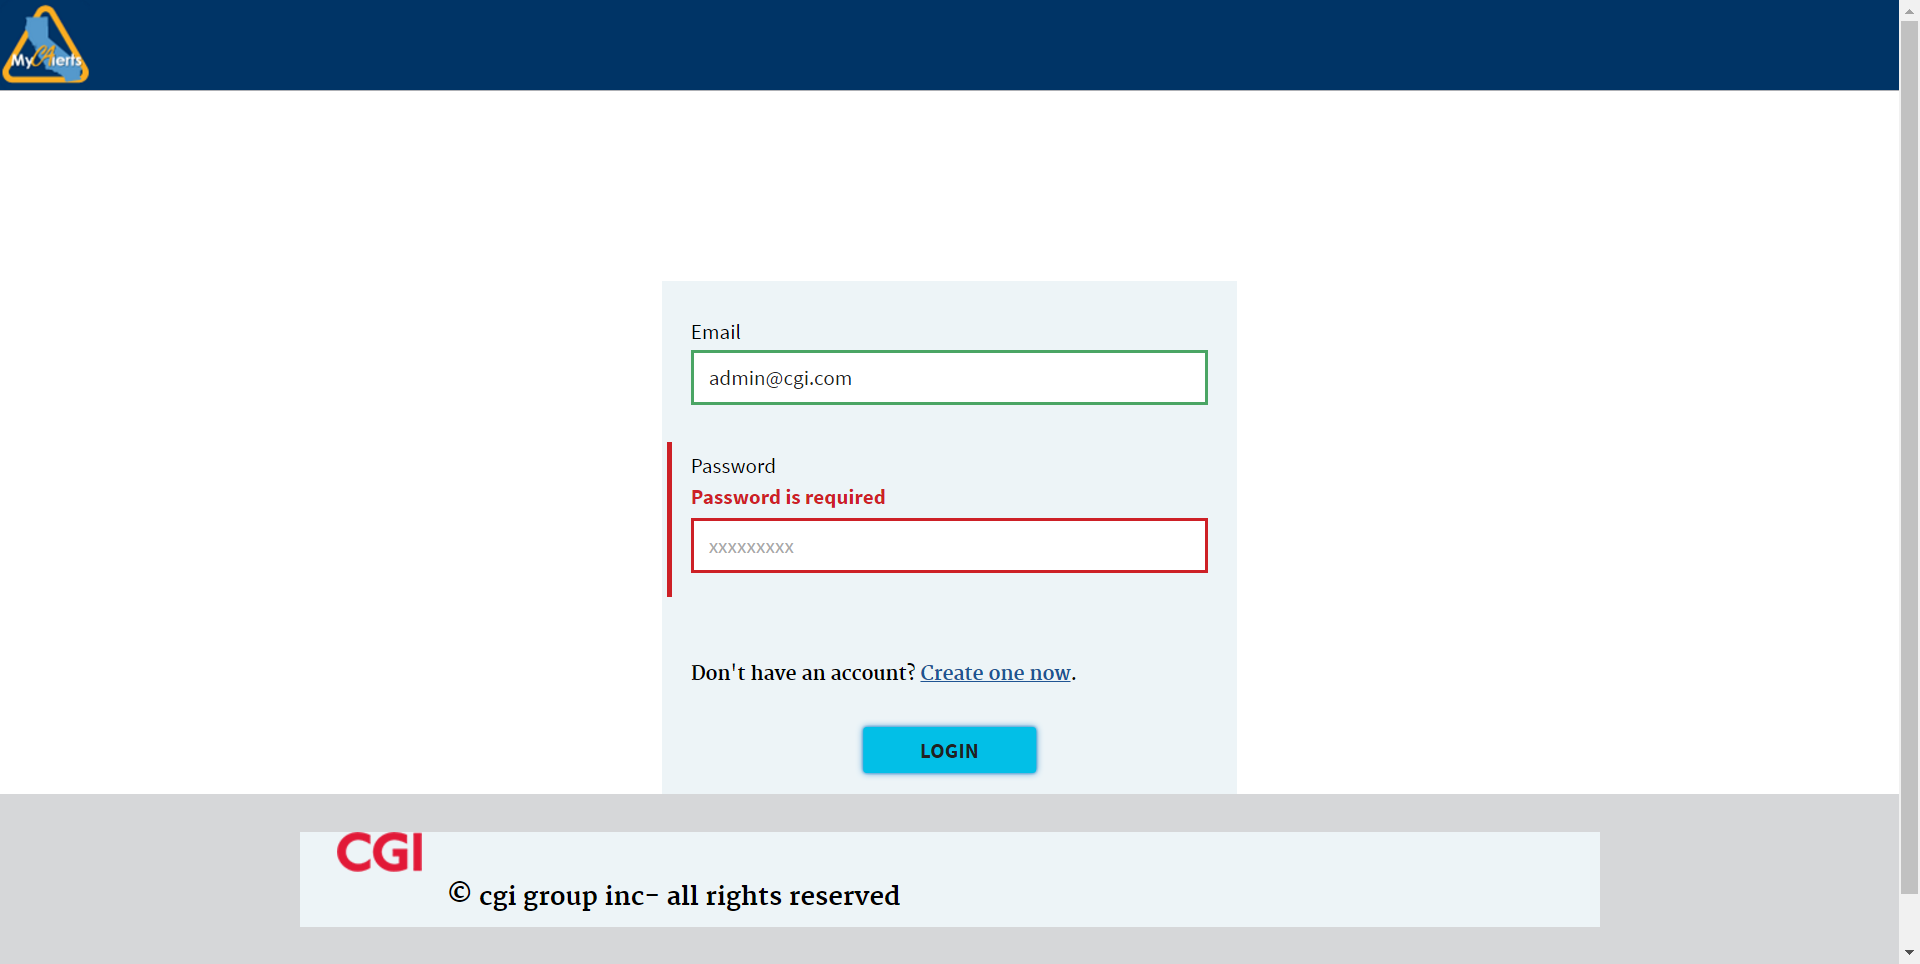 MyCAlerts
Email
admin@cgi.com
Password
Password is required
xxxxxxxxx
Don't have an account? Create one now.
LOGIN
CGI
© cgi group inc- all rights reserved